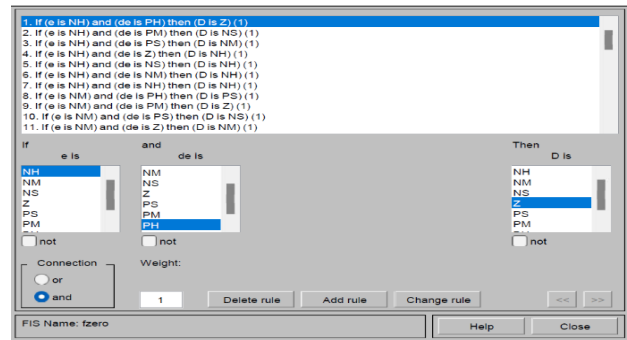 1. If (e is NH) and (de is PH) then (D is Z) (1)
2. If (e is NH) and (de is PM) then (D is NS) (1)
3. If (e is NH) and (de is PS) then (D is NM) (1)
4. If (e is NH) and (de is Z) then (D is NH) (1)
5. If (e is NH) and (de is NS) then (D is NH) (1)
6. If (e is NH) and (de is NM) then (D is NH) (1)
7. If (e is NH) and (de is NH) then (D is NH) (1)
8. If (e is NM) and (de is PH) then (D is PS) (1)
9. If (e is NM) and (de is PM) then (D is Z) (1)
10. If (e is NM) and (de is PS) then (D is NS) (1)
11. If (e is NM) and (de is Z) then (D is NM) (1)
If
e is
NH
NM
NS
Z
PS
PM
not
and
de is
NM
NS
Z
PS
PM
PH
not
Then
D is
NH
NM
NS
Z
PS
PM
not
Connection
or
and
Weight:
1
Delete rule
Add rule
Change rule
<< >>
FIS Name: fzero
Help
Close